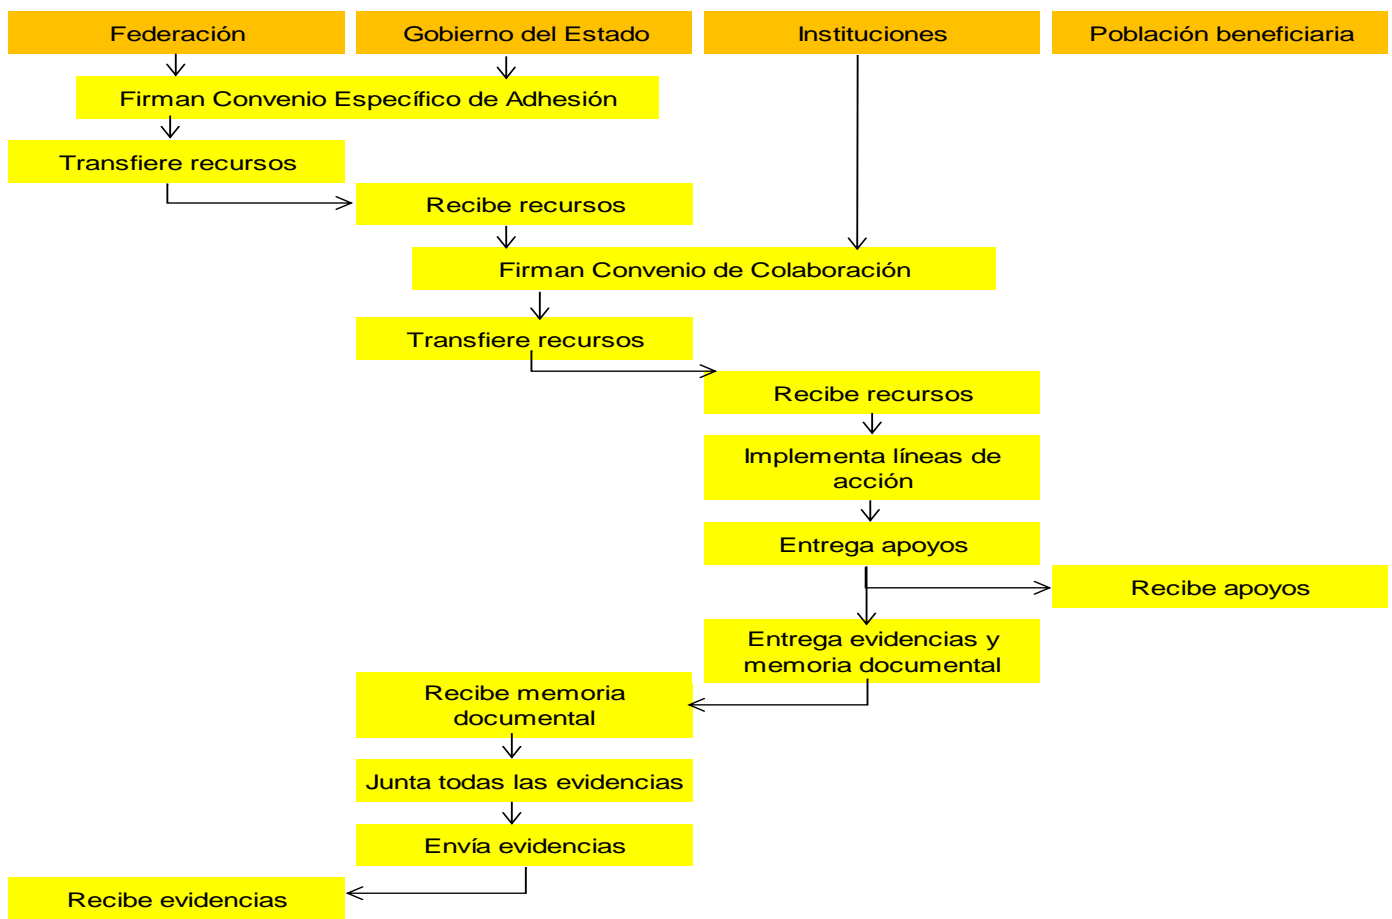 Federación
Gobierno del Estado
Instituciones
Población beneficiaria
Firman Convenio Específico de Adhesión
Transfiere recursos
Recibe recursos
Firman Convenio de Colaboración
Transfiere recursos
Recibe recursos
Implementa líneas de
acción
Entrega apoyos
Recibe apoyos
Entrega evidencias y
memoria documental
Recibe memoria
documental
Junta todas las evidencias
Envía evidencias
Recibe evidencias